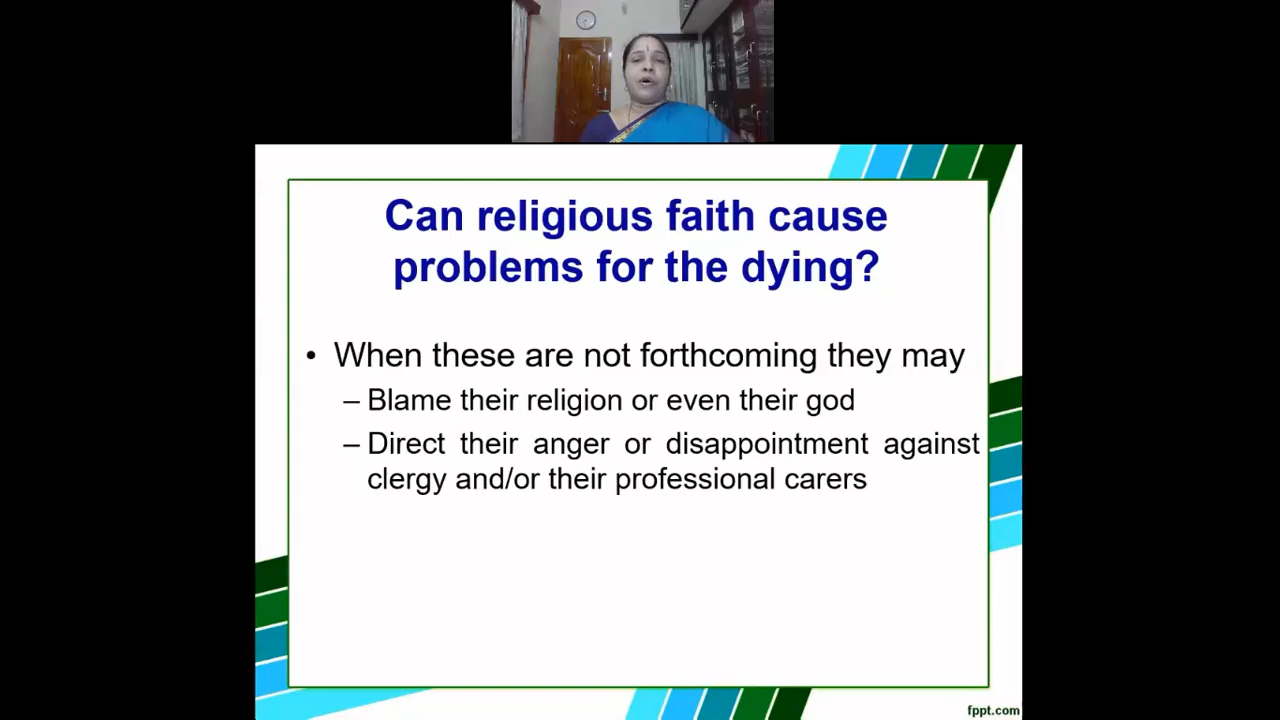 Can religious faith cause
problems for the dying?
• When these are not forthcoming they may
– Blame their religion or even their god
– Direct their anger or disappointment against
clergy and/or their professional carers
fppt.com